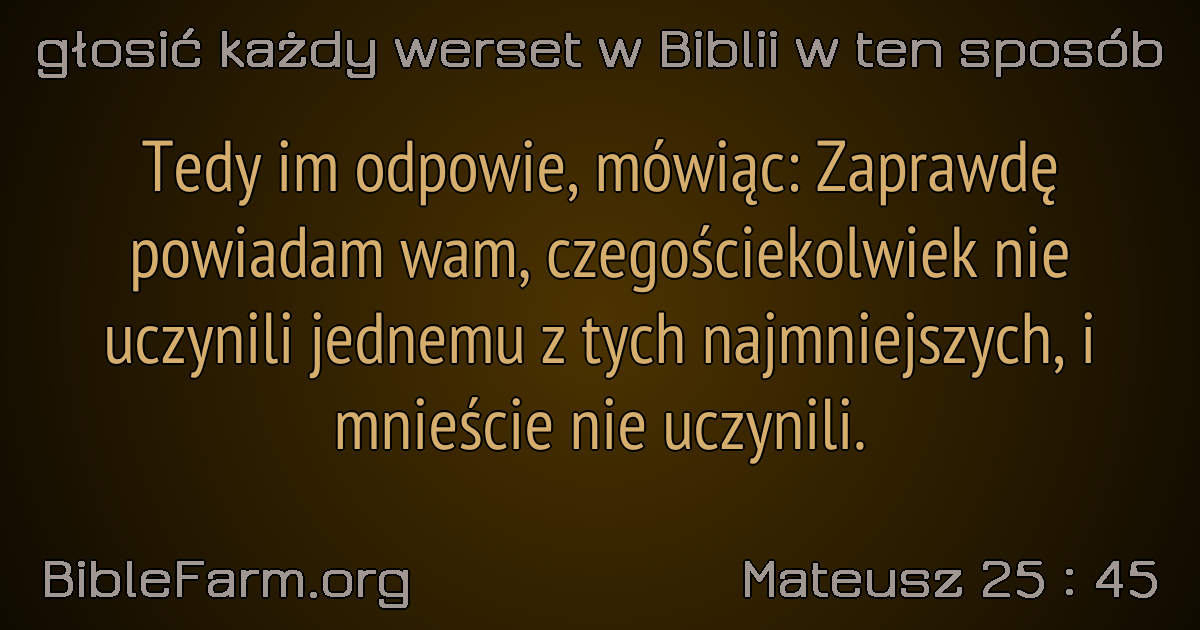 głosić każdy werset w Biblii w ten sposób
Tedy im odpowie, mówiąc: Zaprawdę
powiadam wam, czegościekolwiek nie
uczynili jednemu z tych najmniejszych, i
mnieście nie uczynili.
BibleFarm.org
Mateusz 25 : 45